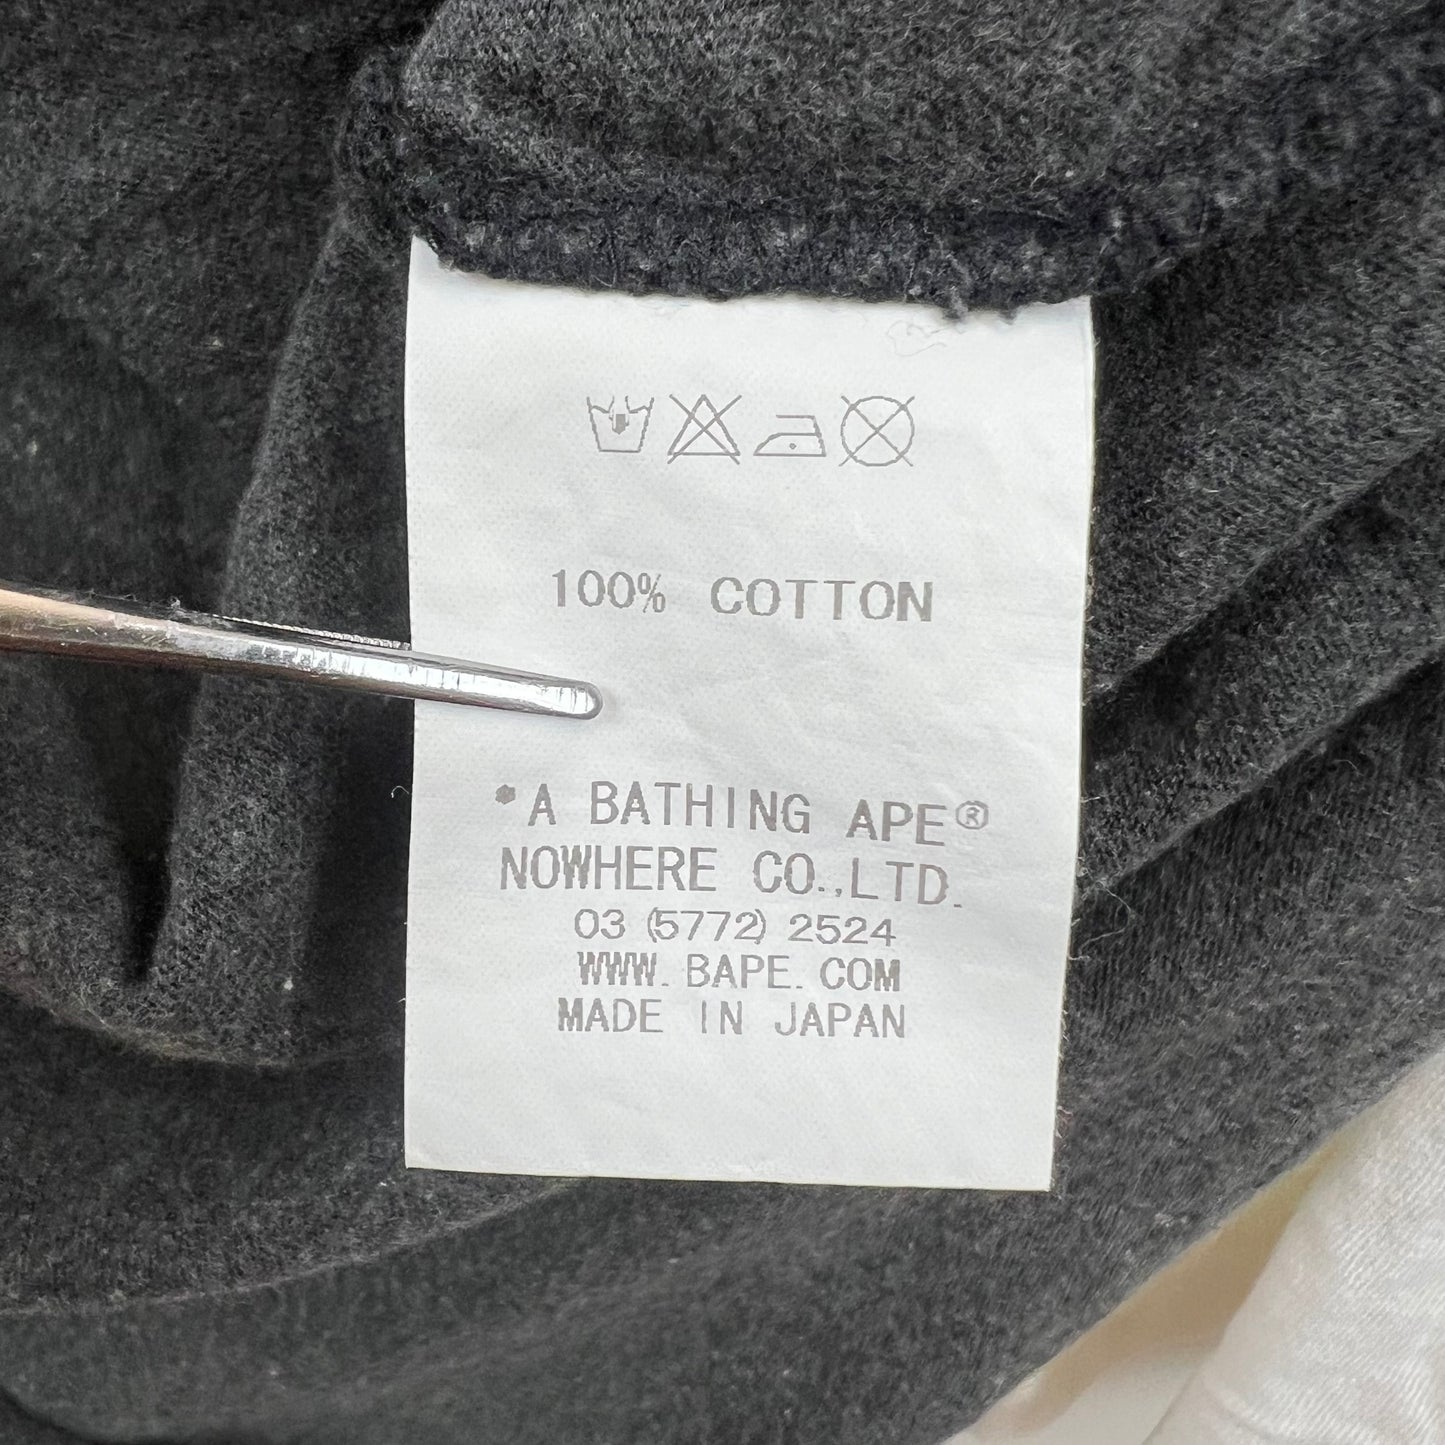 100% COTTON
*A BATHING APE®
NOWHERE CO.,LTD.
03 (5772) 2524
WWW. BAPE. COM
MADE IN JAPAN